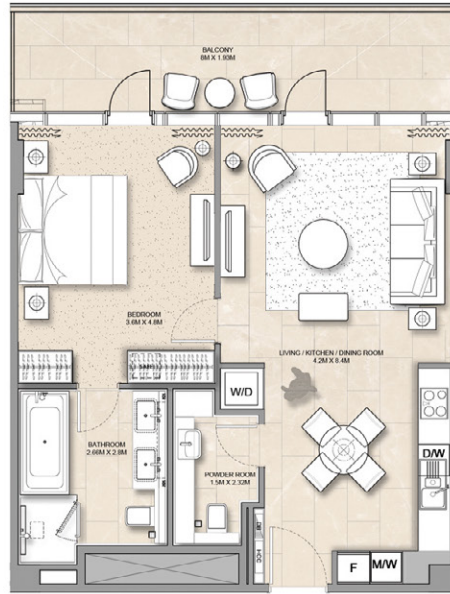 BALCONY
8M X 1.93M
BEDROOM
3.6M X 4.8M
LIVING / KITCHEN / DINING ROOM
4.2M X 8.4M
W/D
BATHROOM
2.66M X 2.8M
POWDER ROOM
1.5M X 2.32M
D/W
F
M/W